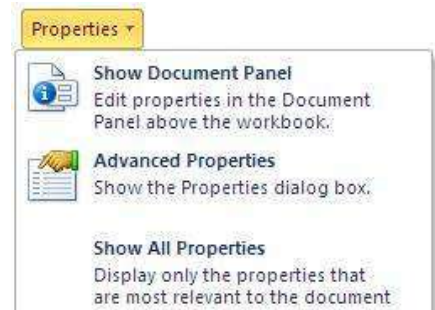 Properties
Show Document Panel
Edit properties in the Document
Panel above the workbook.
Advanced Properties
Show the Properties dialog box.
Show All Properties
Display only the properties that
are most relevant to the document